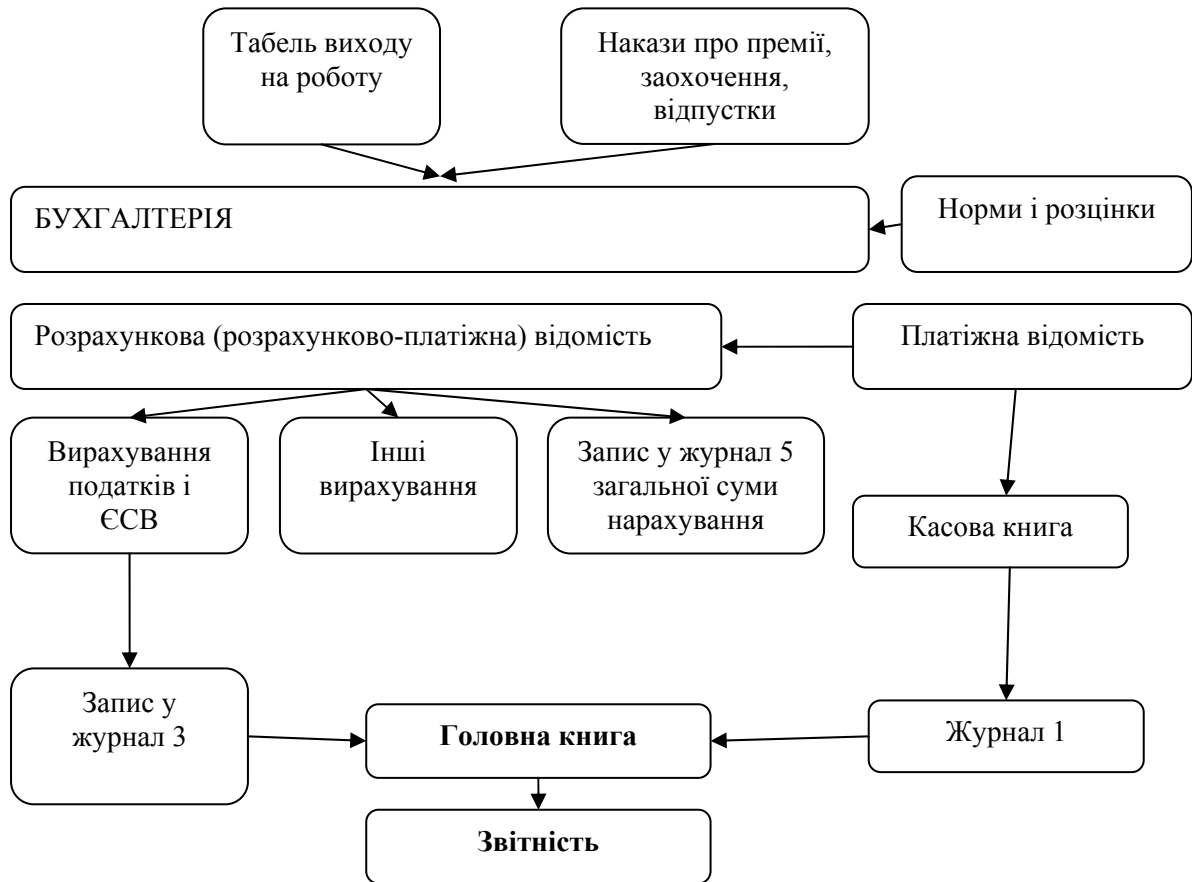 Табель виходу
на роботу
Накази про премії,
заохочення,
відпустки
БУХГАЛТЕРІЯ
Норми і розцінки
Розрахункова (розрахунково-платіжна) відомість
Платіжна відомість
Вирахування
податків і
ЄСВ
Інші
вирахування
Запис у журнал 5
загальної суми
нарахування
Касова книга
Запис у
журнал 3
Головна книга
Журнал 1
Звітність